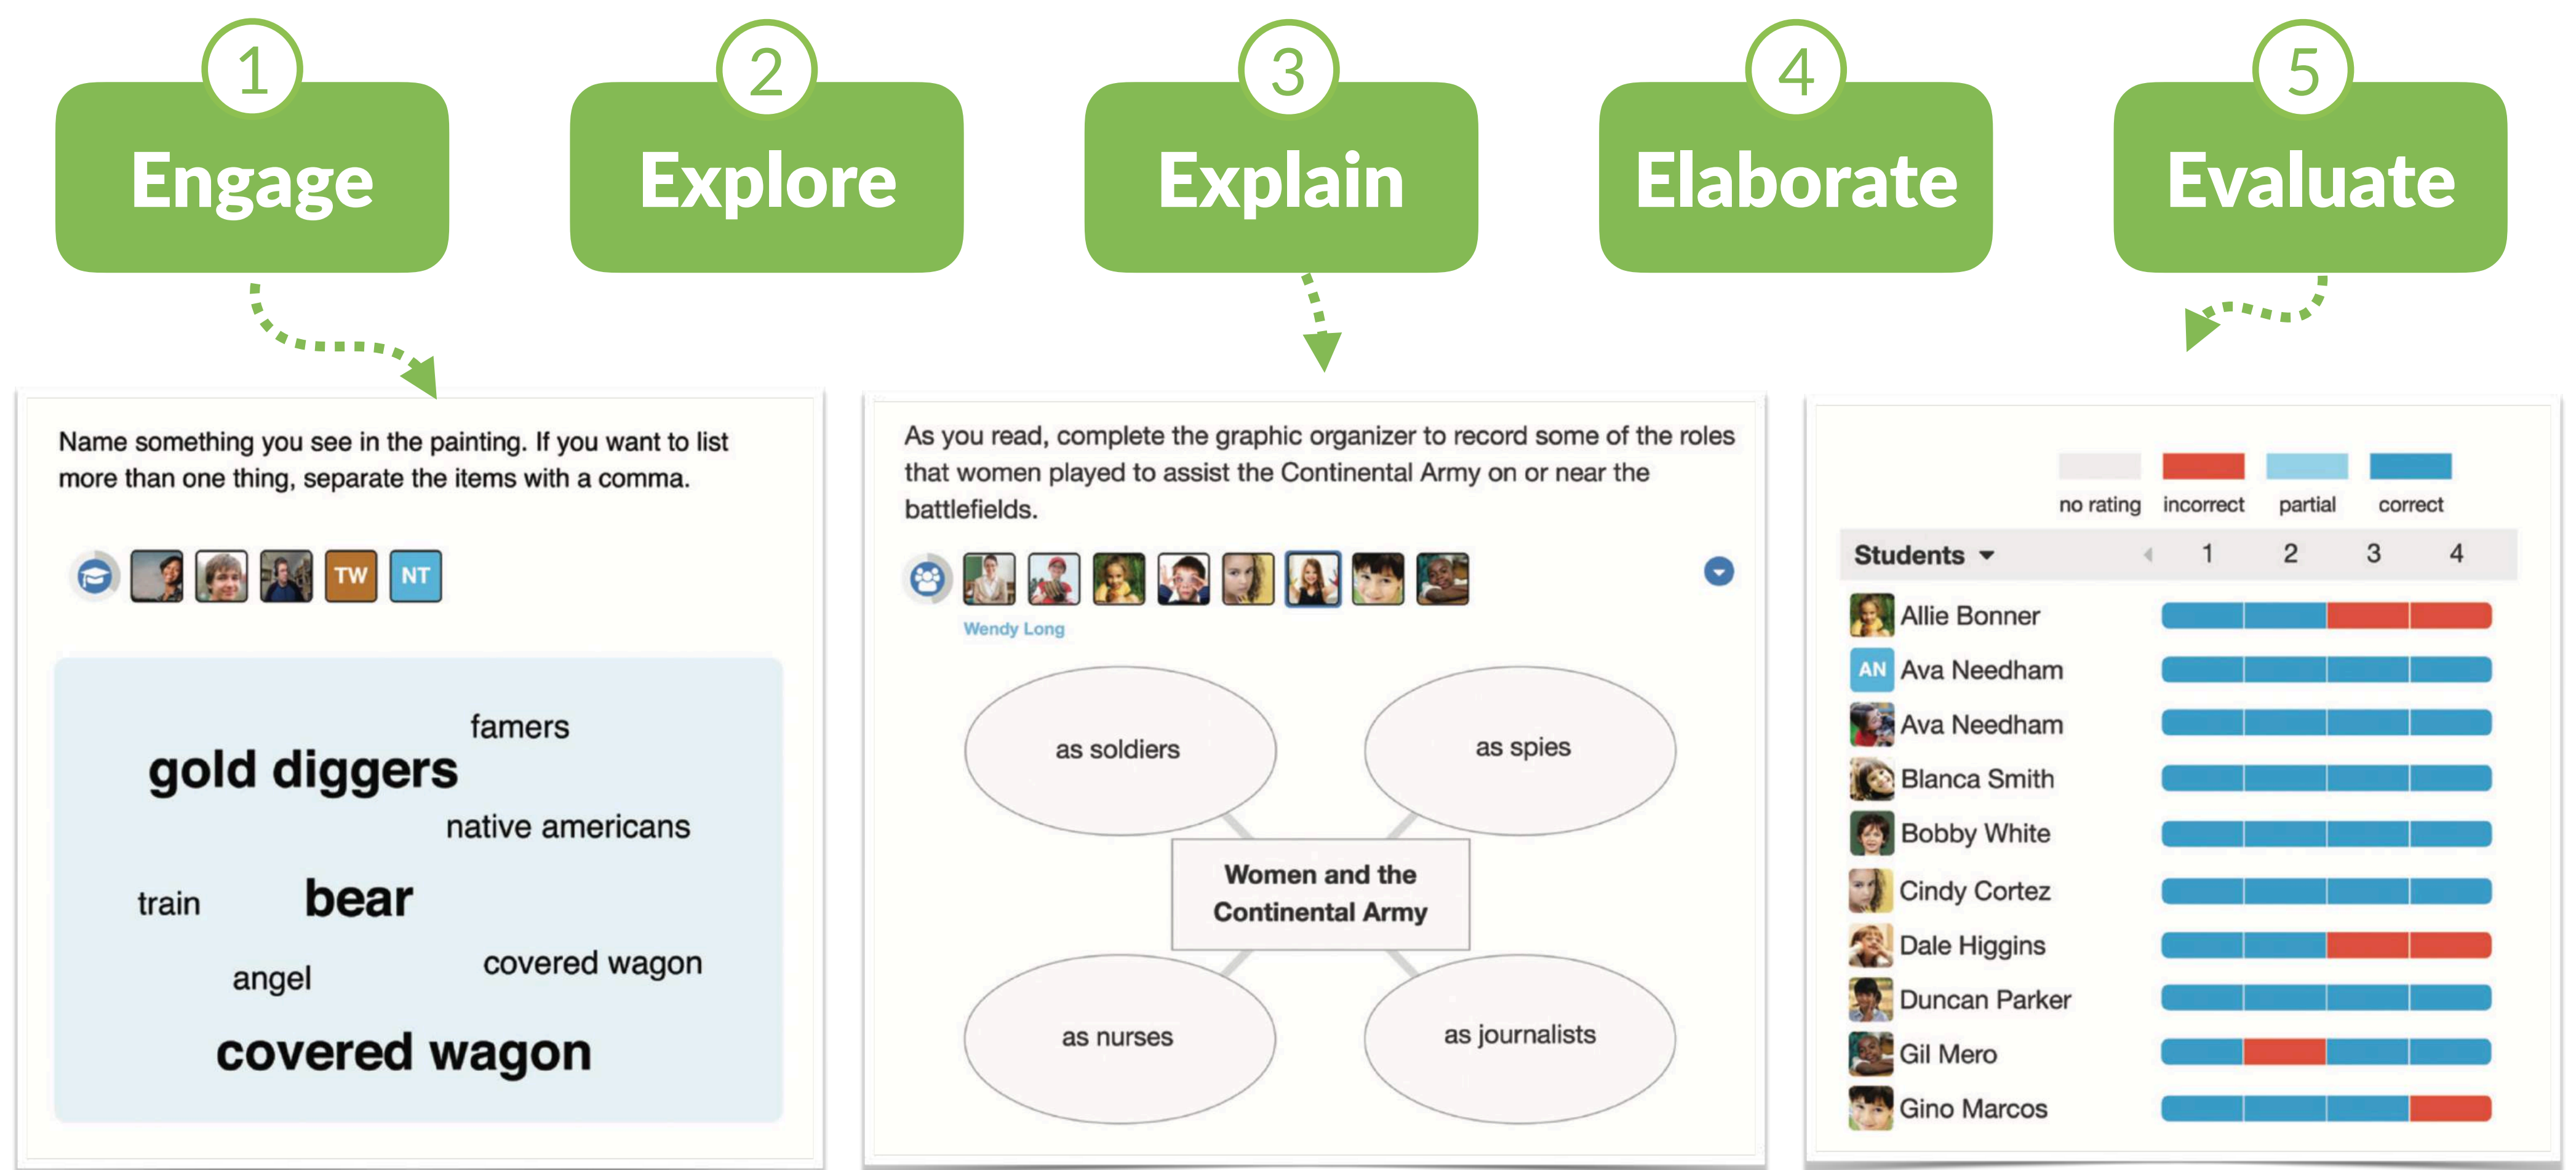 1
Engage
2
Explore
3
Explain
4
Elaborate
5
Evaluate
Name something you see in the painting. If you want to list
more than one thing, separate the items with a comma.
TW
NT
famers
gold diggers
native americans
train
bear
angel
covered wagon
covered wagon
As you read, complete the graphic organizer to record some of the roles
that women played to assist the Continental Army on or near the
battlefields.
Wendy Long
as soldiers
as spies
Women and the
Continental Army
as nurses
as journalists
no rating incorrect partial correct
Students 1 2 3 4
Allie Bonner
AN Ava Needham
Ava Needham
Blanca Smith
Bobby White
Cindy Cortez
Dale Higgins
Duncan Parker
Gil Mero
Gino Marcos